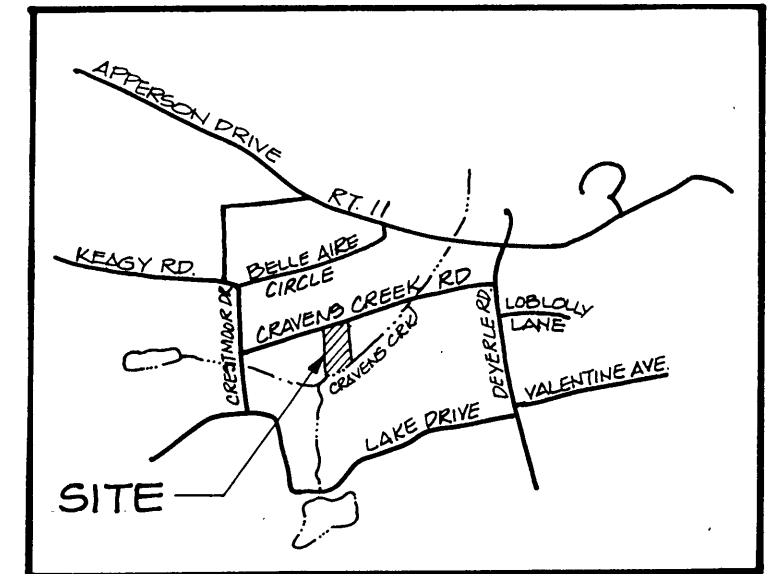 APPERSON DRIVE
RT. 11
KEAGY RD.
BELLE AIRE
CIRCLE
CRAVENS CREEK RD
CRESTMOOR DR
CRAVENS CRK
DEYERLE RD.
LOBLOLLY
LANE
VALENTINE AVE.
LAKE DRIVE
SITE